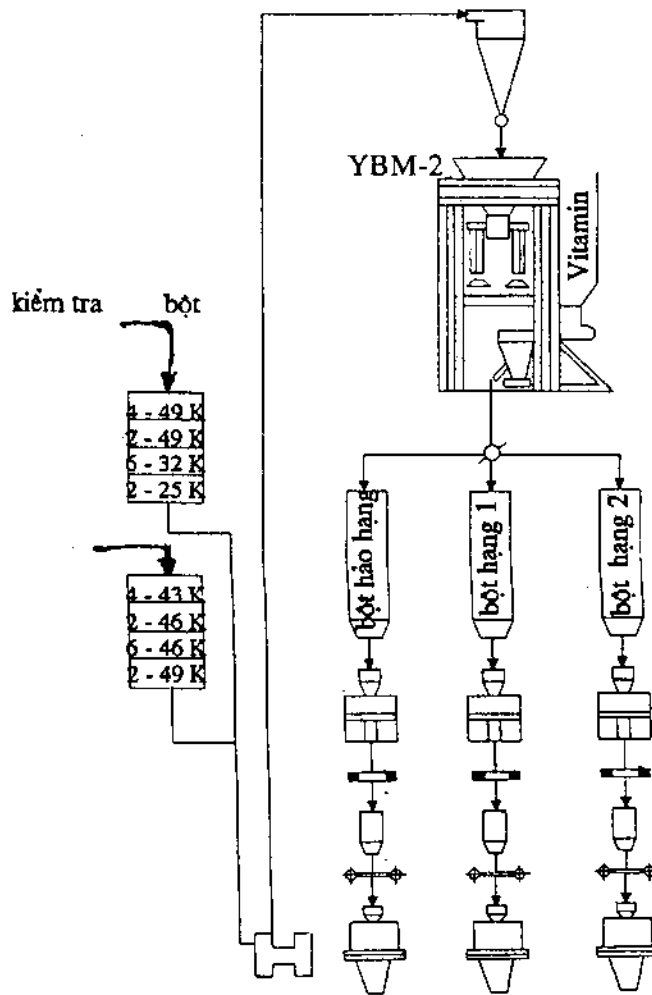 YBM-2
Vitamin
kiểm tra bột
4 - 49 K
2 - 49 K
6 - 32 K
2 - 25 K
4 - 43 K
2 - 46 K
6 - 46 K
2 - 49 K
bột hảo hạng
bột hạng 1
bột hạng 2